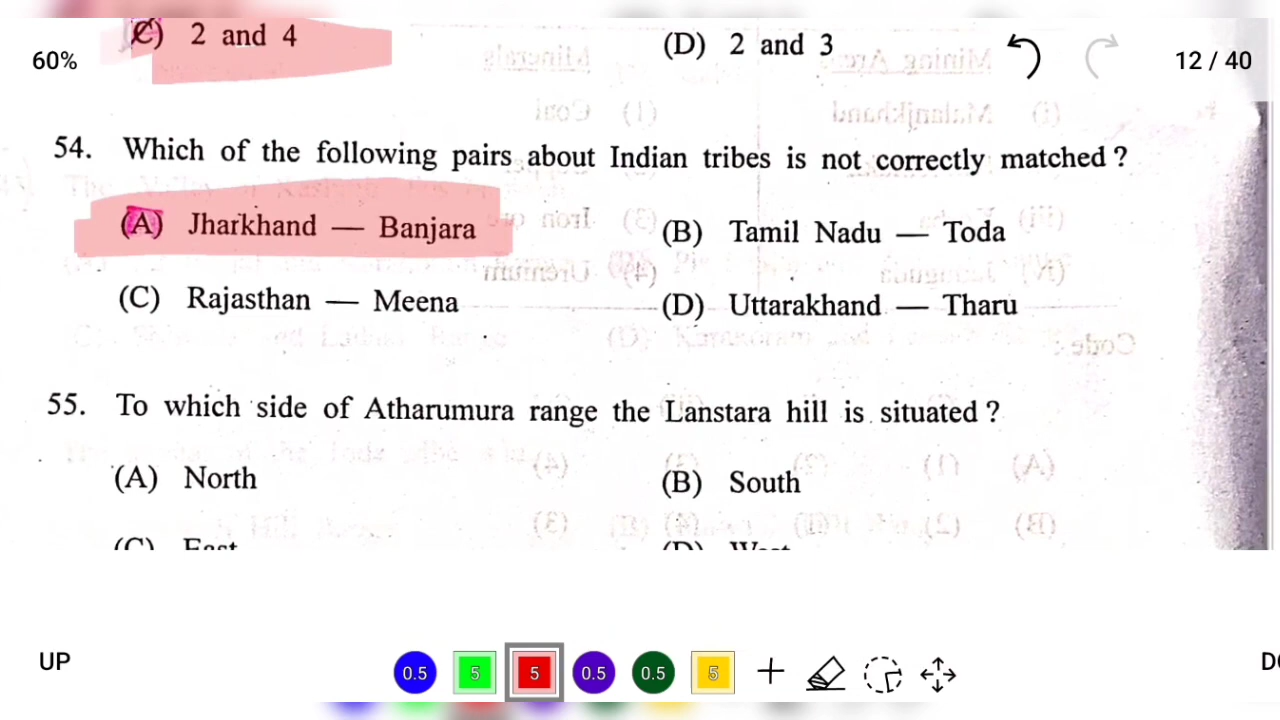 (C) 2 and 4
(D) 2 and 3
60%
12 / 40
54. Which of the following pairs about Indian tribes is not correctly matched ?
(A) Jharkhand — Banjara
(B) Tamil Nadu — Toda
(C) Rajasthan — Meena
(D) Uttarakhand — Tharu
55. To which side of Atharumura range the Lanstara hill is situated ?
(A) North
(B) South
(C) East
(D) West
UP
0.5 5 5 0.5 0.5 5